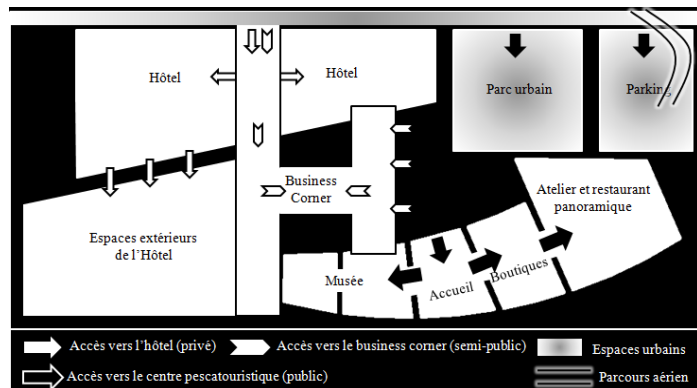 Hôtel
Hôtel
Parc urbain
Parking
Business
Corner
Atelier et restaurant
panoramique
Espaces extérieurs
de l'Hôtel
Musée
Accueil
Boutiques
Accès vers l'hôtel (privé)
Accès vers le business corner (semi-public)
Espaces urbains
Accès vers le centre pescatouristique (public)
Parcours aérien